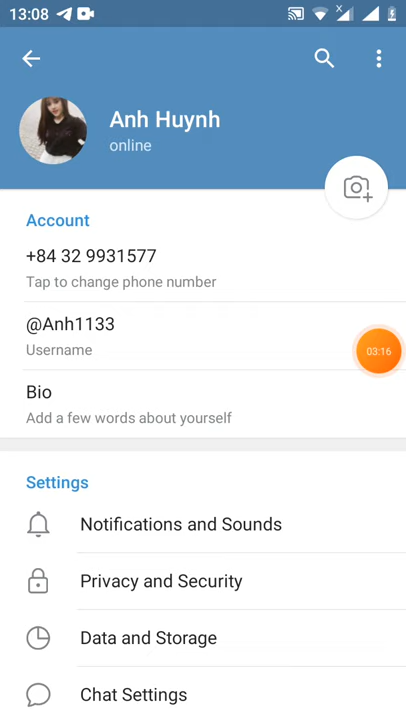 13:08
X
Anh Huynh
online
Account
+84 32 9931577
Tap to change phone number
@Anh1133
Username
03:16
Bio
Add a few words about yourself
Settings
Notifications and Sounds
Privacy and Security
Data and Storage
Chat Settings